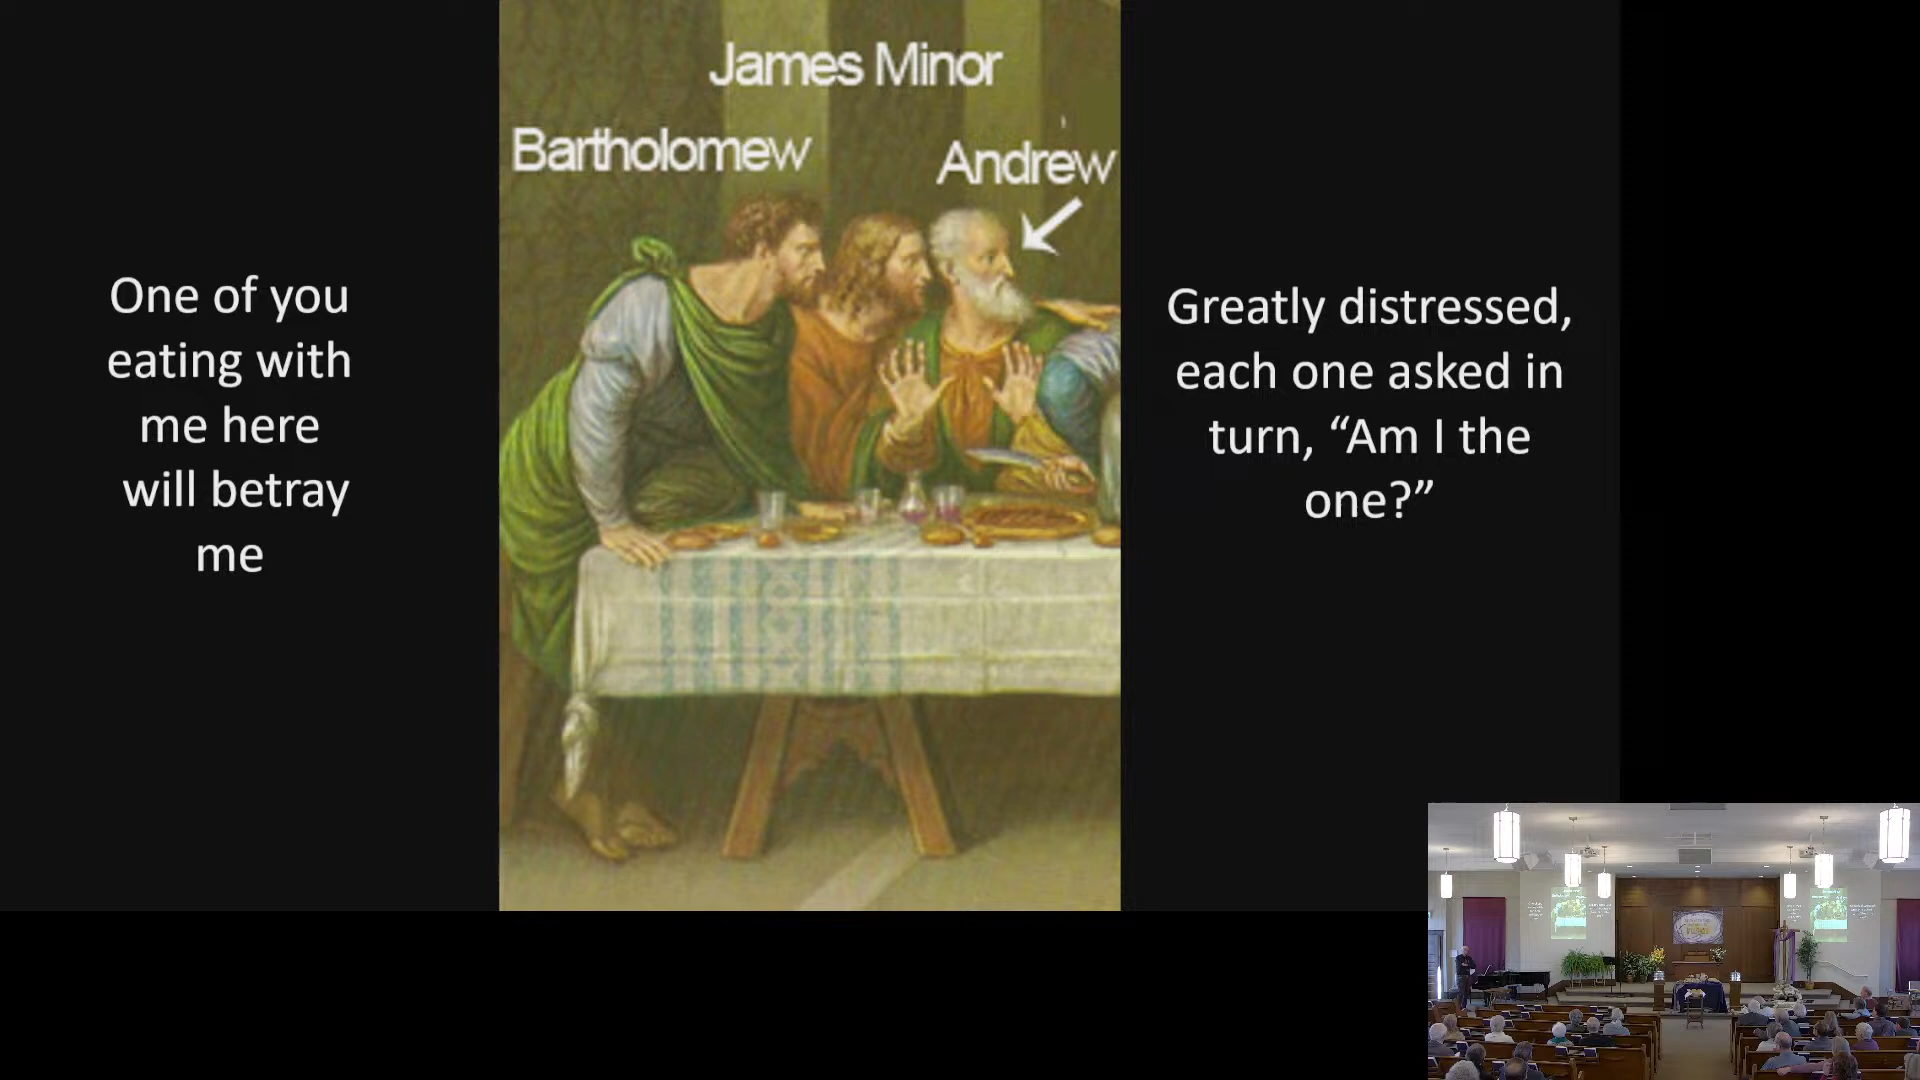 One of you
eating with
me here
will betray
me
James Minor
Bartholomew
Andrew
Greatly distressed,
each one asked in
turn, “Am I the
one?”